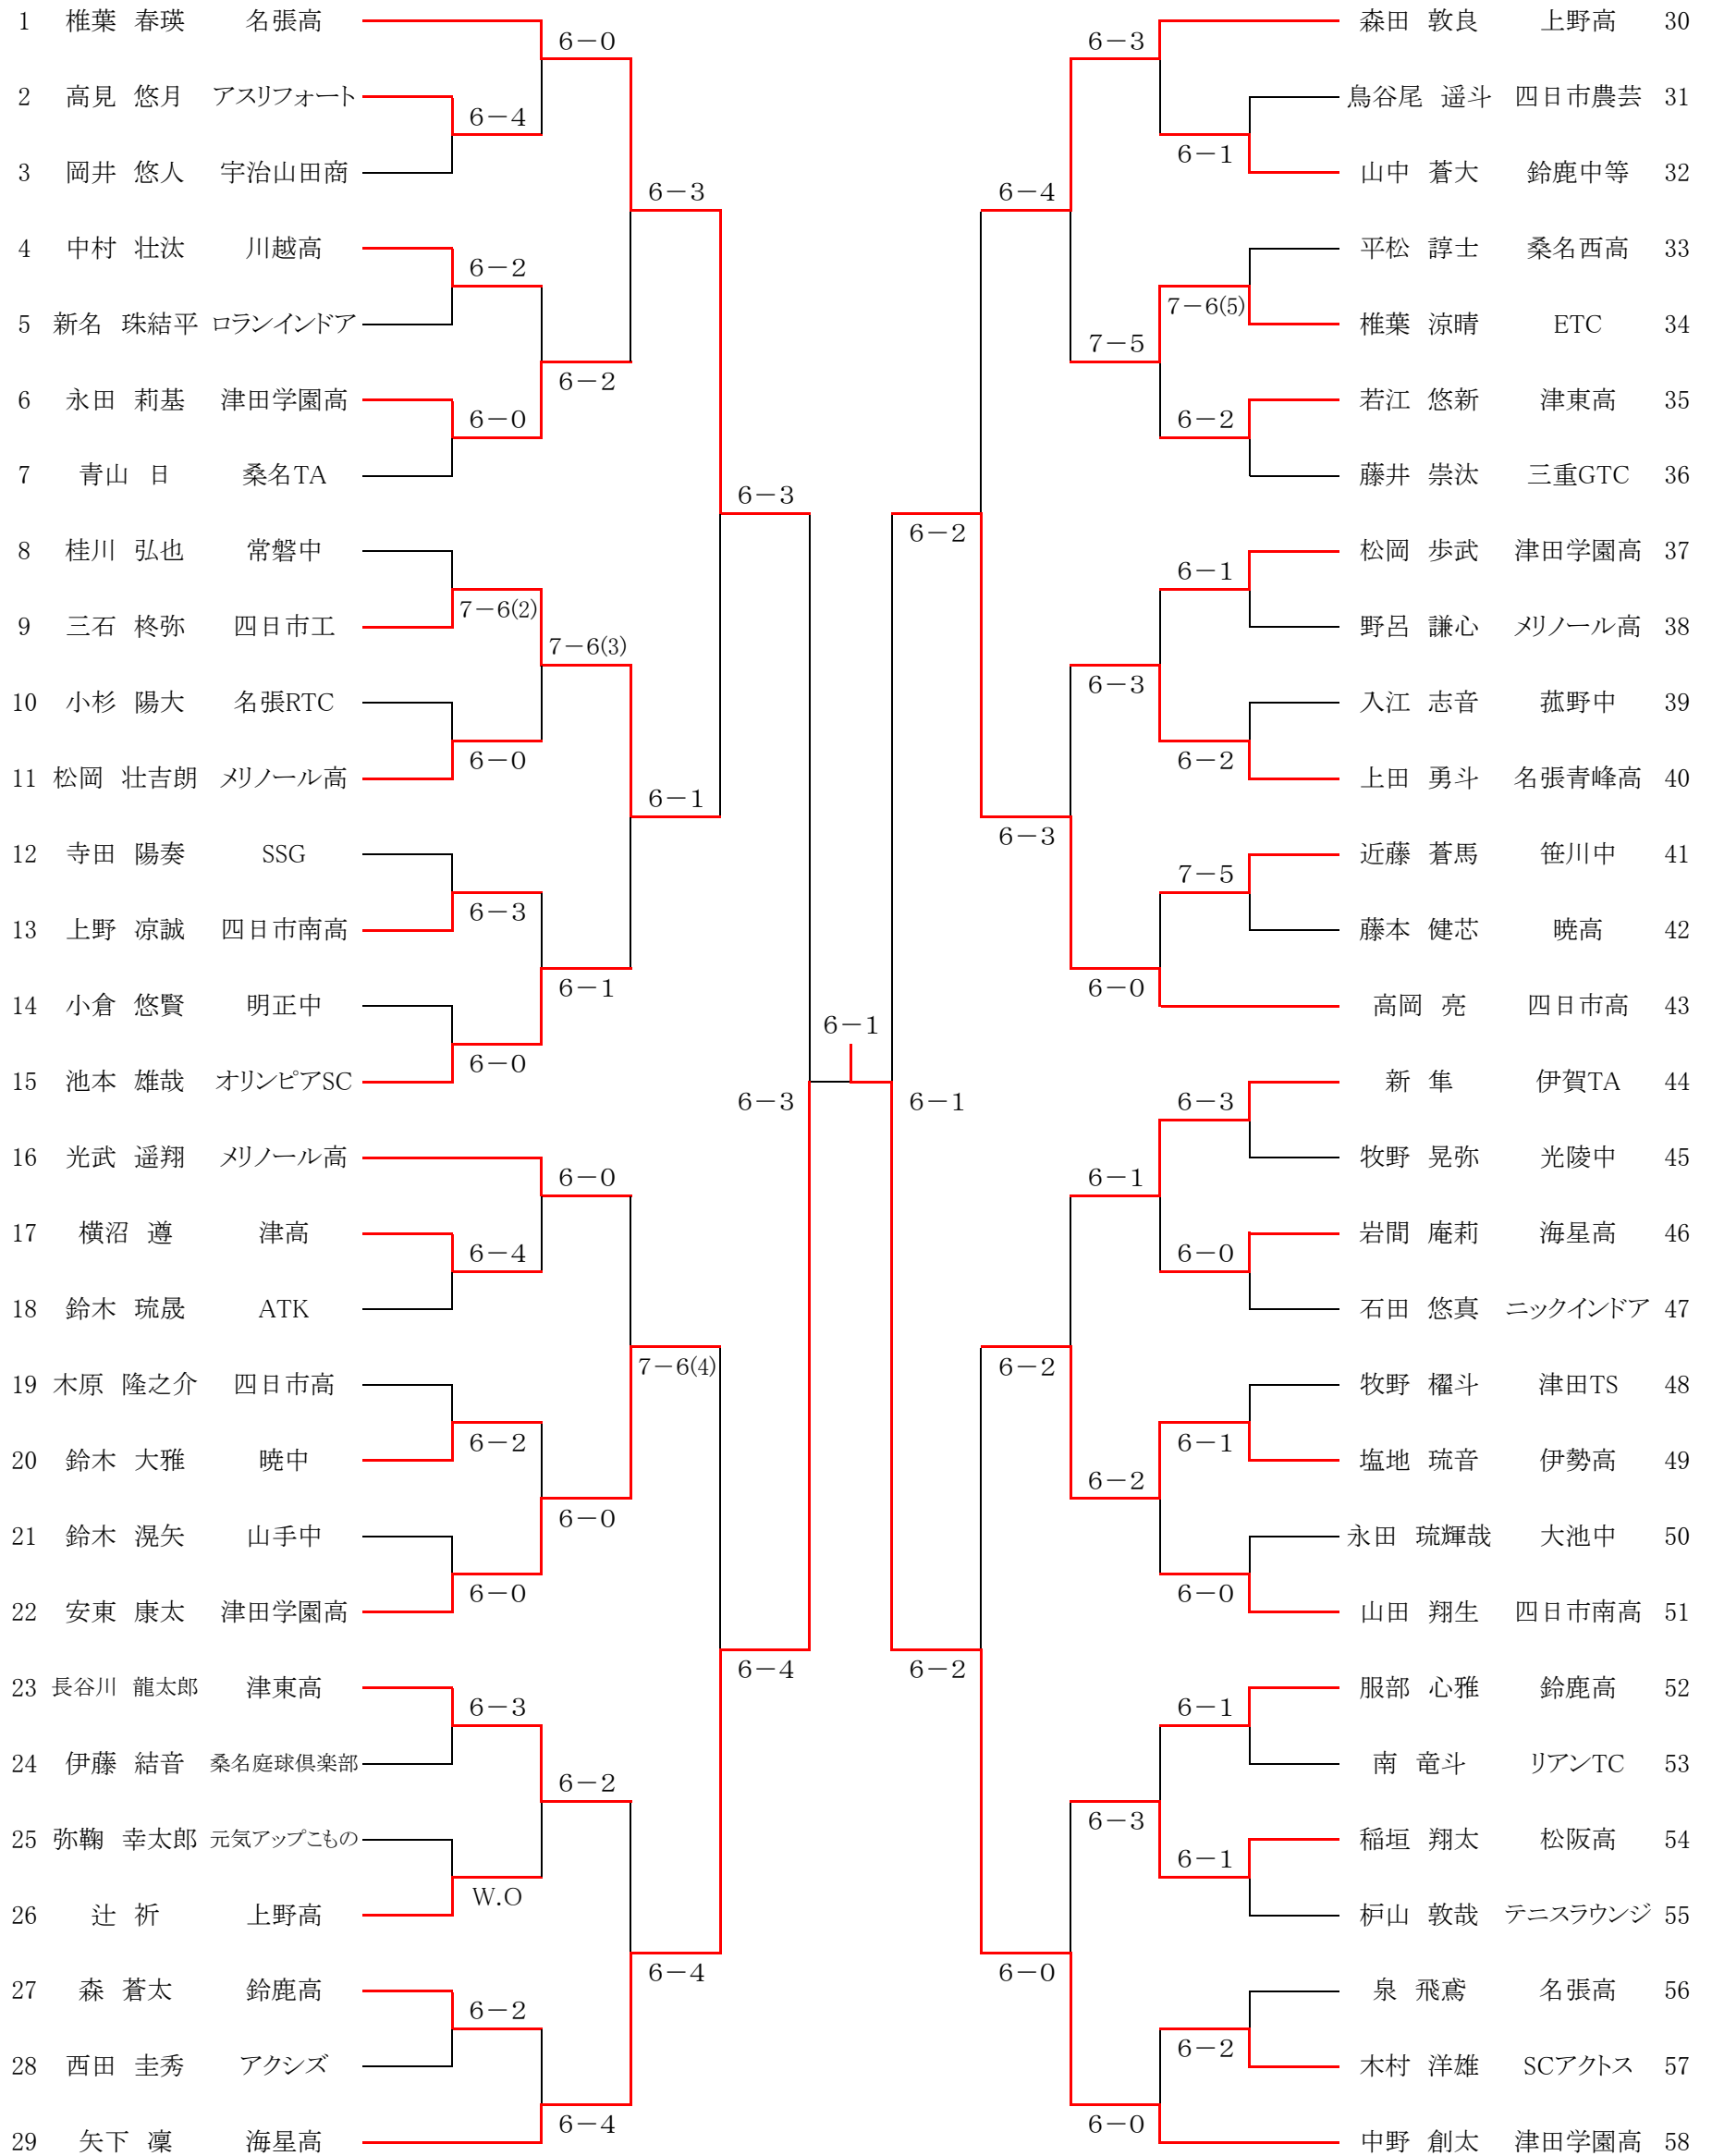 1 椎葉 春瑛 名張高
2 高見 悠月 アスリフォート
3 岡井 悠人 宇治山田商
4 中村 壮汰 川越高
5 新名 珠結平 ロランインドア
6 永田 莉基 津田学園高
7 青山 日 桑名TA
8 桂川 弘也 常磐中
9 三石 柊弥 四日市工
10 小杉 陽大 名張RTC
11 松岡 壮吉朗 メリノール高
12 寺田 陽奏 SSG
13 上野 凉誠 四日市南高
14 小倉 悠賢 明正中
15 池本 雄哉 オリンピアSC
16 光武 遥翔 メリノール高
17 横沼 遵 津高
18 鈴木 琉晟 ATK
19 木原 隆之介 四日市高
20 鈴木 大雅 暁中
21 鈴木 滉矢 山手中
22 安東 康太 津田学園高
23 長谷川 龍太郎 津東高
24 伊藤 結音 桑名庭球倶楽部
25 弥鞠 幸太郎 元気アップこもの
26 辻 祈 上野高
27 森 蒼太 鈴鹿高
28 西田 圭秀 アクシズ
29 矢下 凜 海星高
6-4
6-2
6-0
7-6(2)
6-0
6-3
6-0
6-4
6-2
6-0
6-3
W.O
6-2
6-0
6-2
7-6(3)
6-1
6-0
6-0
6-2
6-4
6-3
6-1
7-6(4)
6-4
6-3
6-4
6-3
6-1
6-1
6-2
6-2
6-4
6-3
6-2
6-0
6-3
7-5
6-3
6-0
6-1
6-2
6-3
6-0
6-1
7-6(5)
6-2
6-1
6-2
7-5
6-3
6-0
6-1
6-0
6-1
6-1
6-2
森田 敦良 上野高 30
鳥谷尾 遥斗 四日市農芸 31
山中 蒼大 鈴鹿中等 32
平松 諄士 桑名西高 33
椎葉 涼晴 ETC 34
若江 悠新 津東高 35
藤井 崇汰 三重GTC 36
松岡 歩武 津田学園高 37
野呂 謙心 メリノール高 38
入江 志音 菰野中 39
上田 勇斗 名張青峰高 40
近藤 蒼馬 笹川中 41
藤本 健芯 暁高 42
高岡 亮 四日市高 43
新 隼 伊賀TA 44
牧野 晃弥 光陵中 45
岩間 庵莉 海星高 46
石田 悠真 ニックインドア 47
牧野 櫂斗 津田TS 48
塩地 琉音 伊勢高 49
永田 琉輝哉 大池中 50
山田 翔生 四日市南高 51
服部 心雅 鈴鹿高 52
南 竜斗 リアンTC 53
稲垣 翔太 松阪高 54
枦山 敦哉 テニスラウンジ 55
泉 飛鳶 名張高 56
木村 洋雄 SCアクトス 57
中野 創太 津田学園高 58